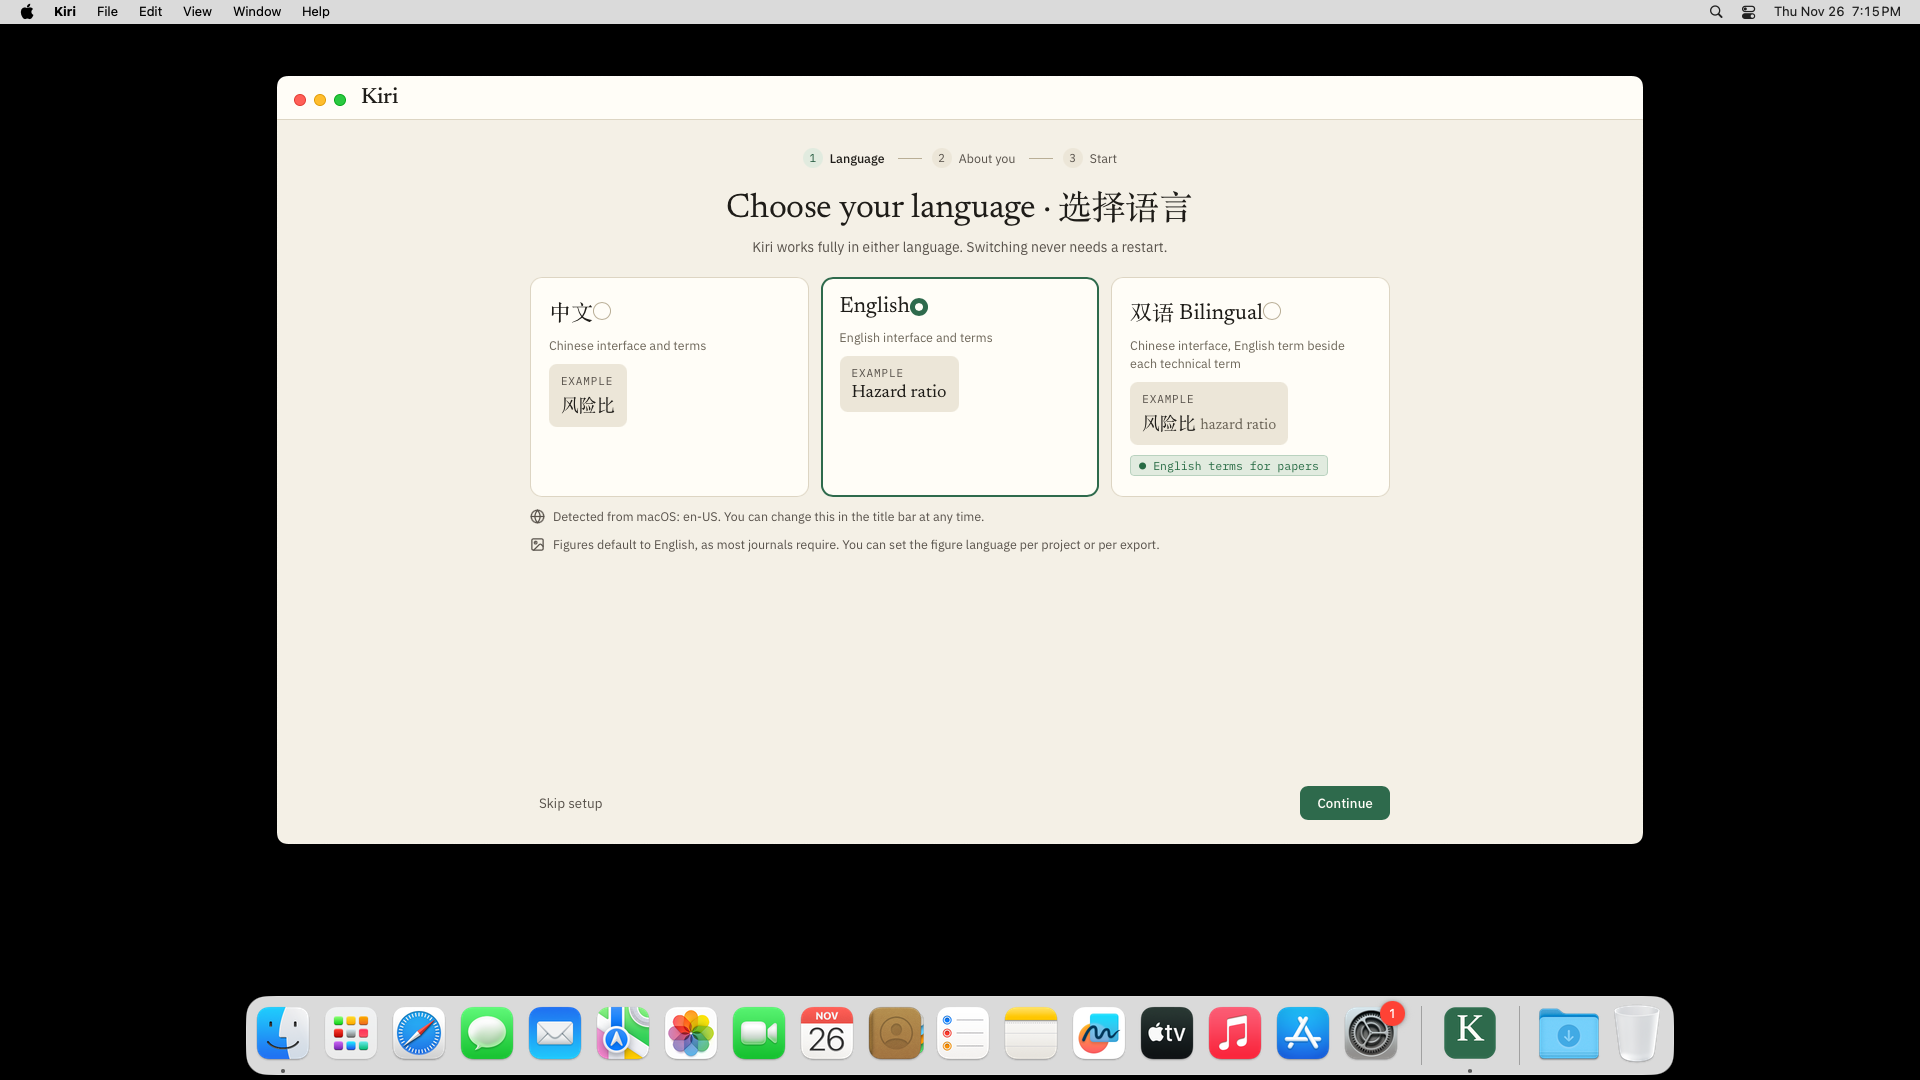 Kiri File Edit View Window Help Thu Nov 26 7:15 PM
Kiri
1 Language 2 About you 3 Start
Choose your language · 选择语言
Kiri works fully in either language. Switching never needs a restart.
中文
Chinese interface and terms
EXAMPLE
风险比
English
English interface and terms
EXAMPLE
Hazard ratio
双语 Bilingual
Chinese interface, English term beside
each technical term
EXAMPLE
风险比 hazard ratio
English terms for papers
Detected from macOS: en-US. You can change this in the title bar at any time.
Figures default to English, as most journals require. You can set the figure language per project or per export.
Skip setup
Continue
NOV
26
tv
1
K